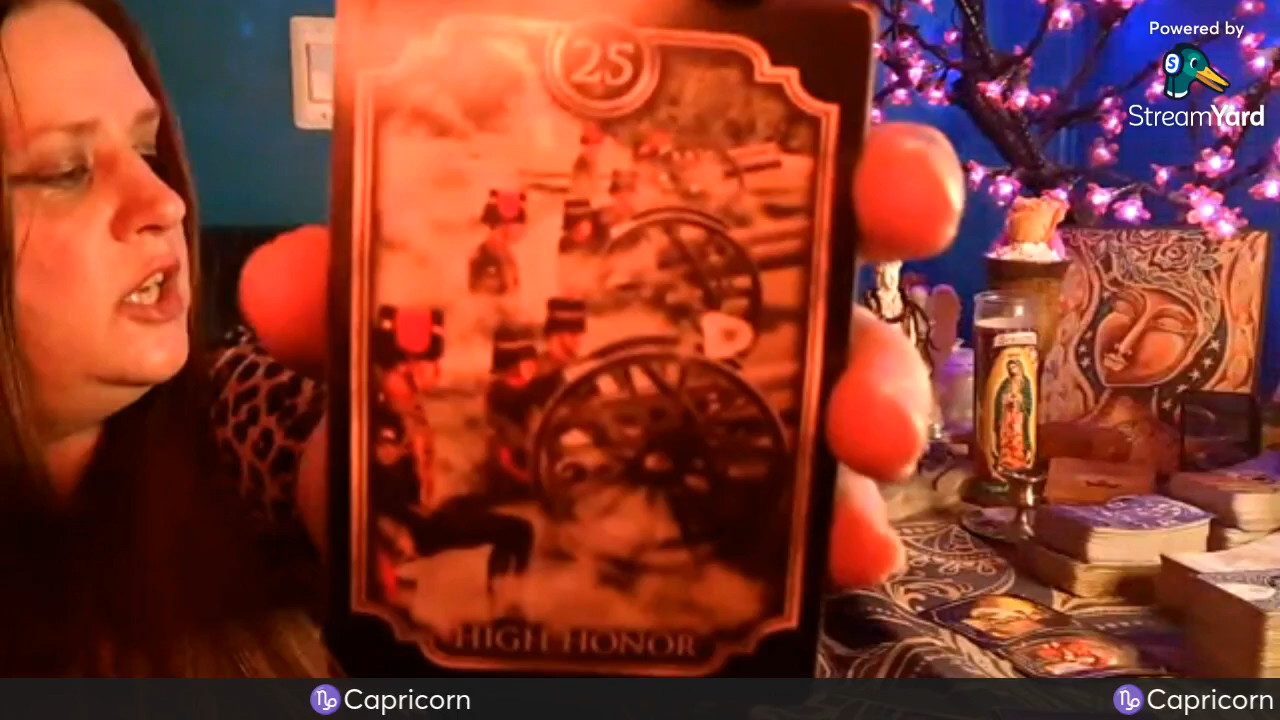 25
HIGH HONOR
Powered by
S
StreamYard
♑ Capricorn
♑ Capricorn